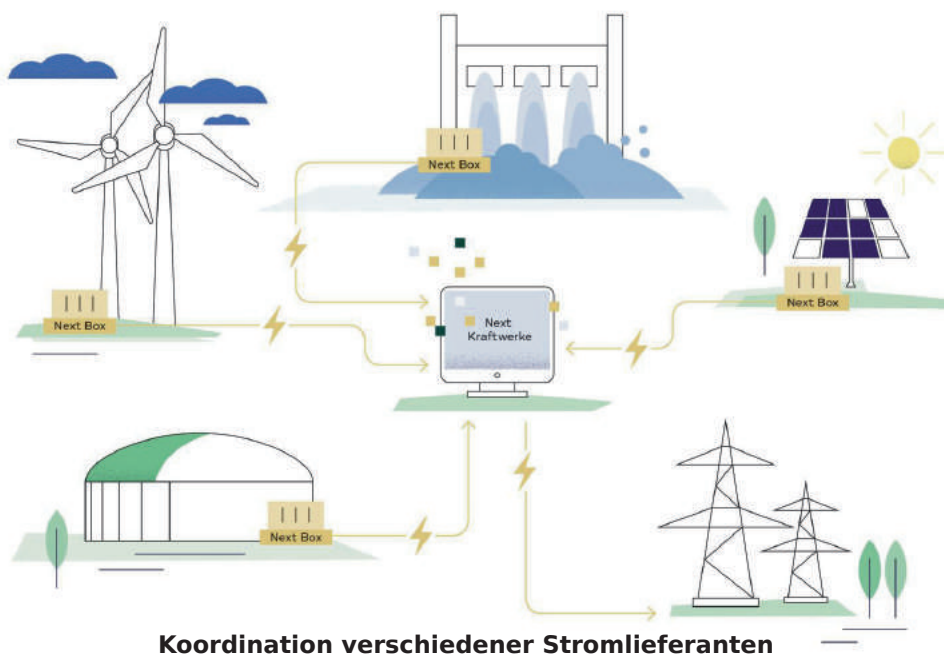 Next Box
Next Box
Next Box
Next
Kraftwerke
Next Box
Koordination verschiedener Stromlieferanten